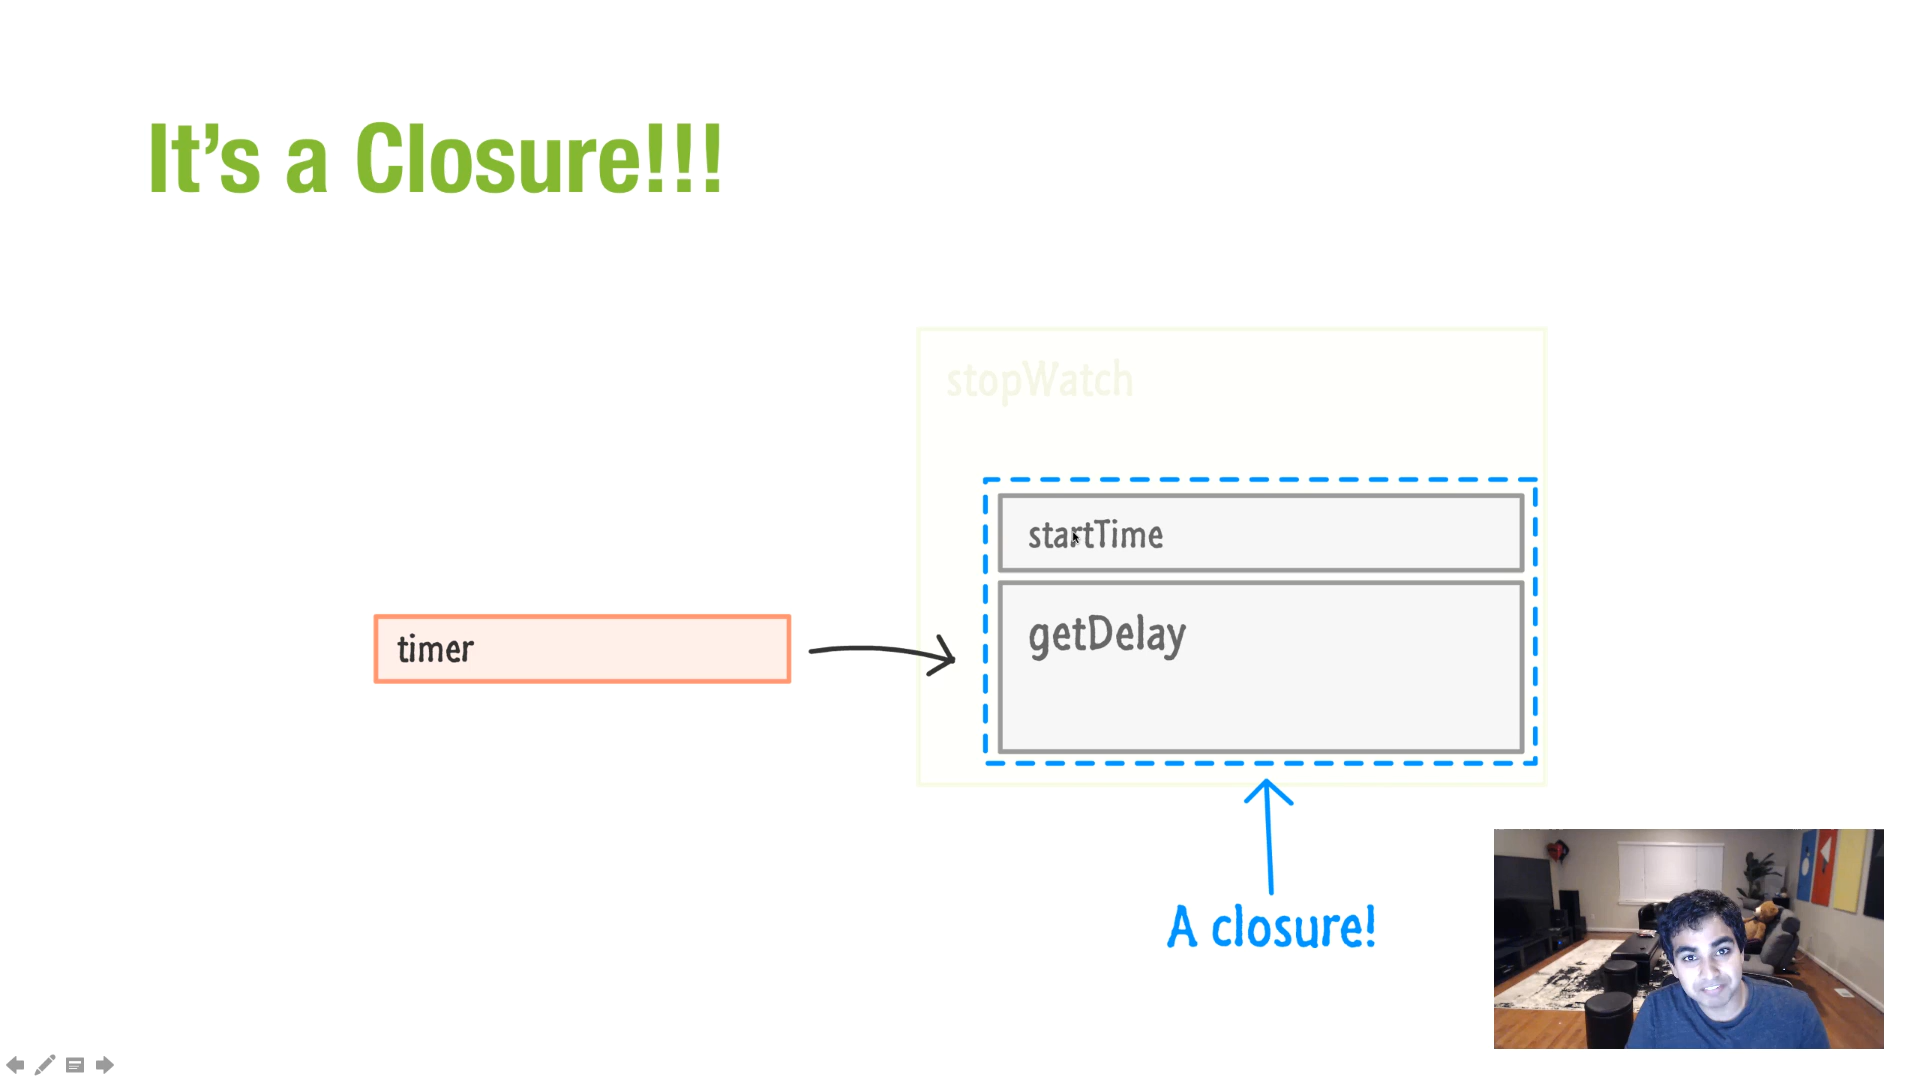 It’s a Closure!!!
stopWatch
startTime
timer
getDelay
A closure!